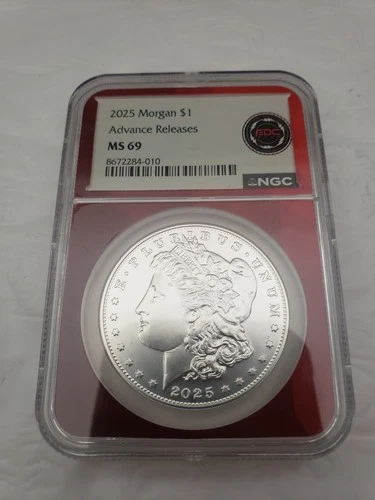 2025 Morgan $1
Advance Releases
MS 69
8672284-010
NGC
E·PLURIBUS·UNUM
2025